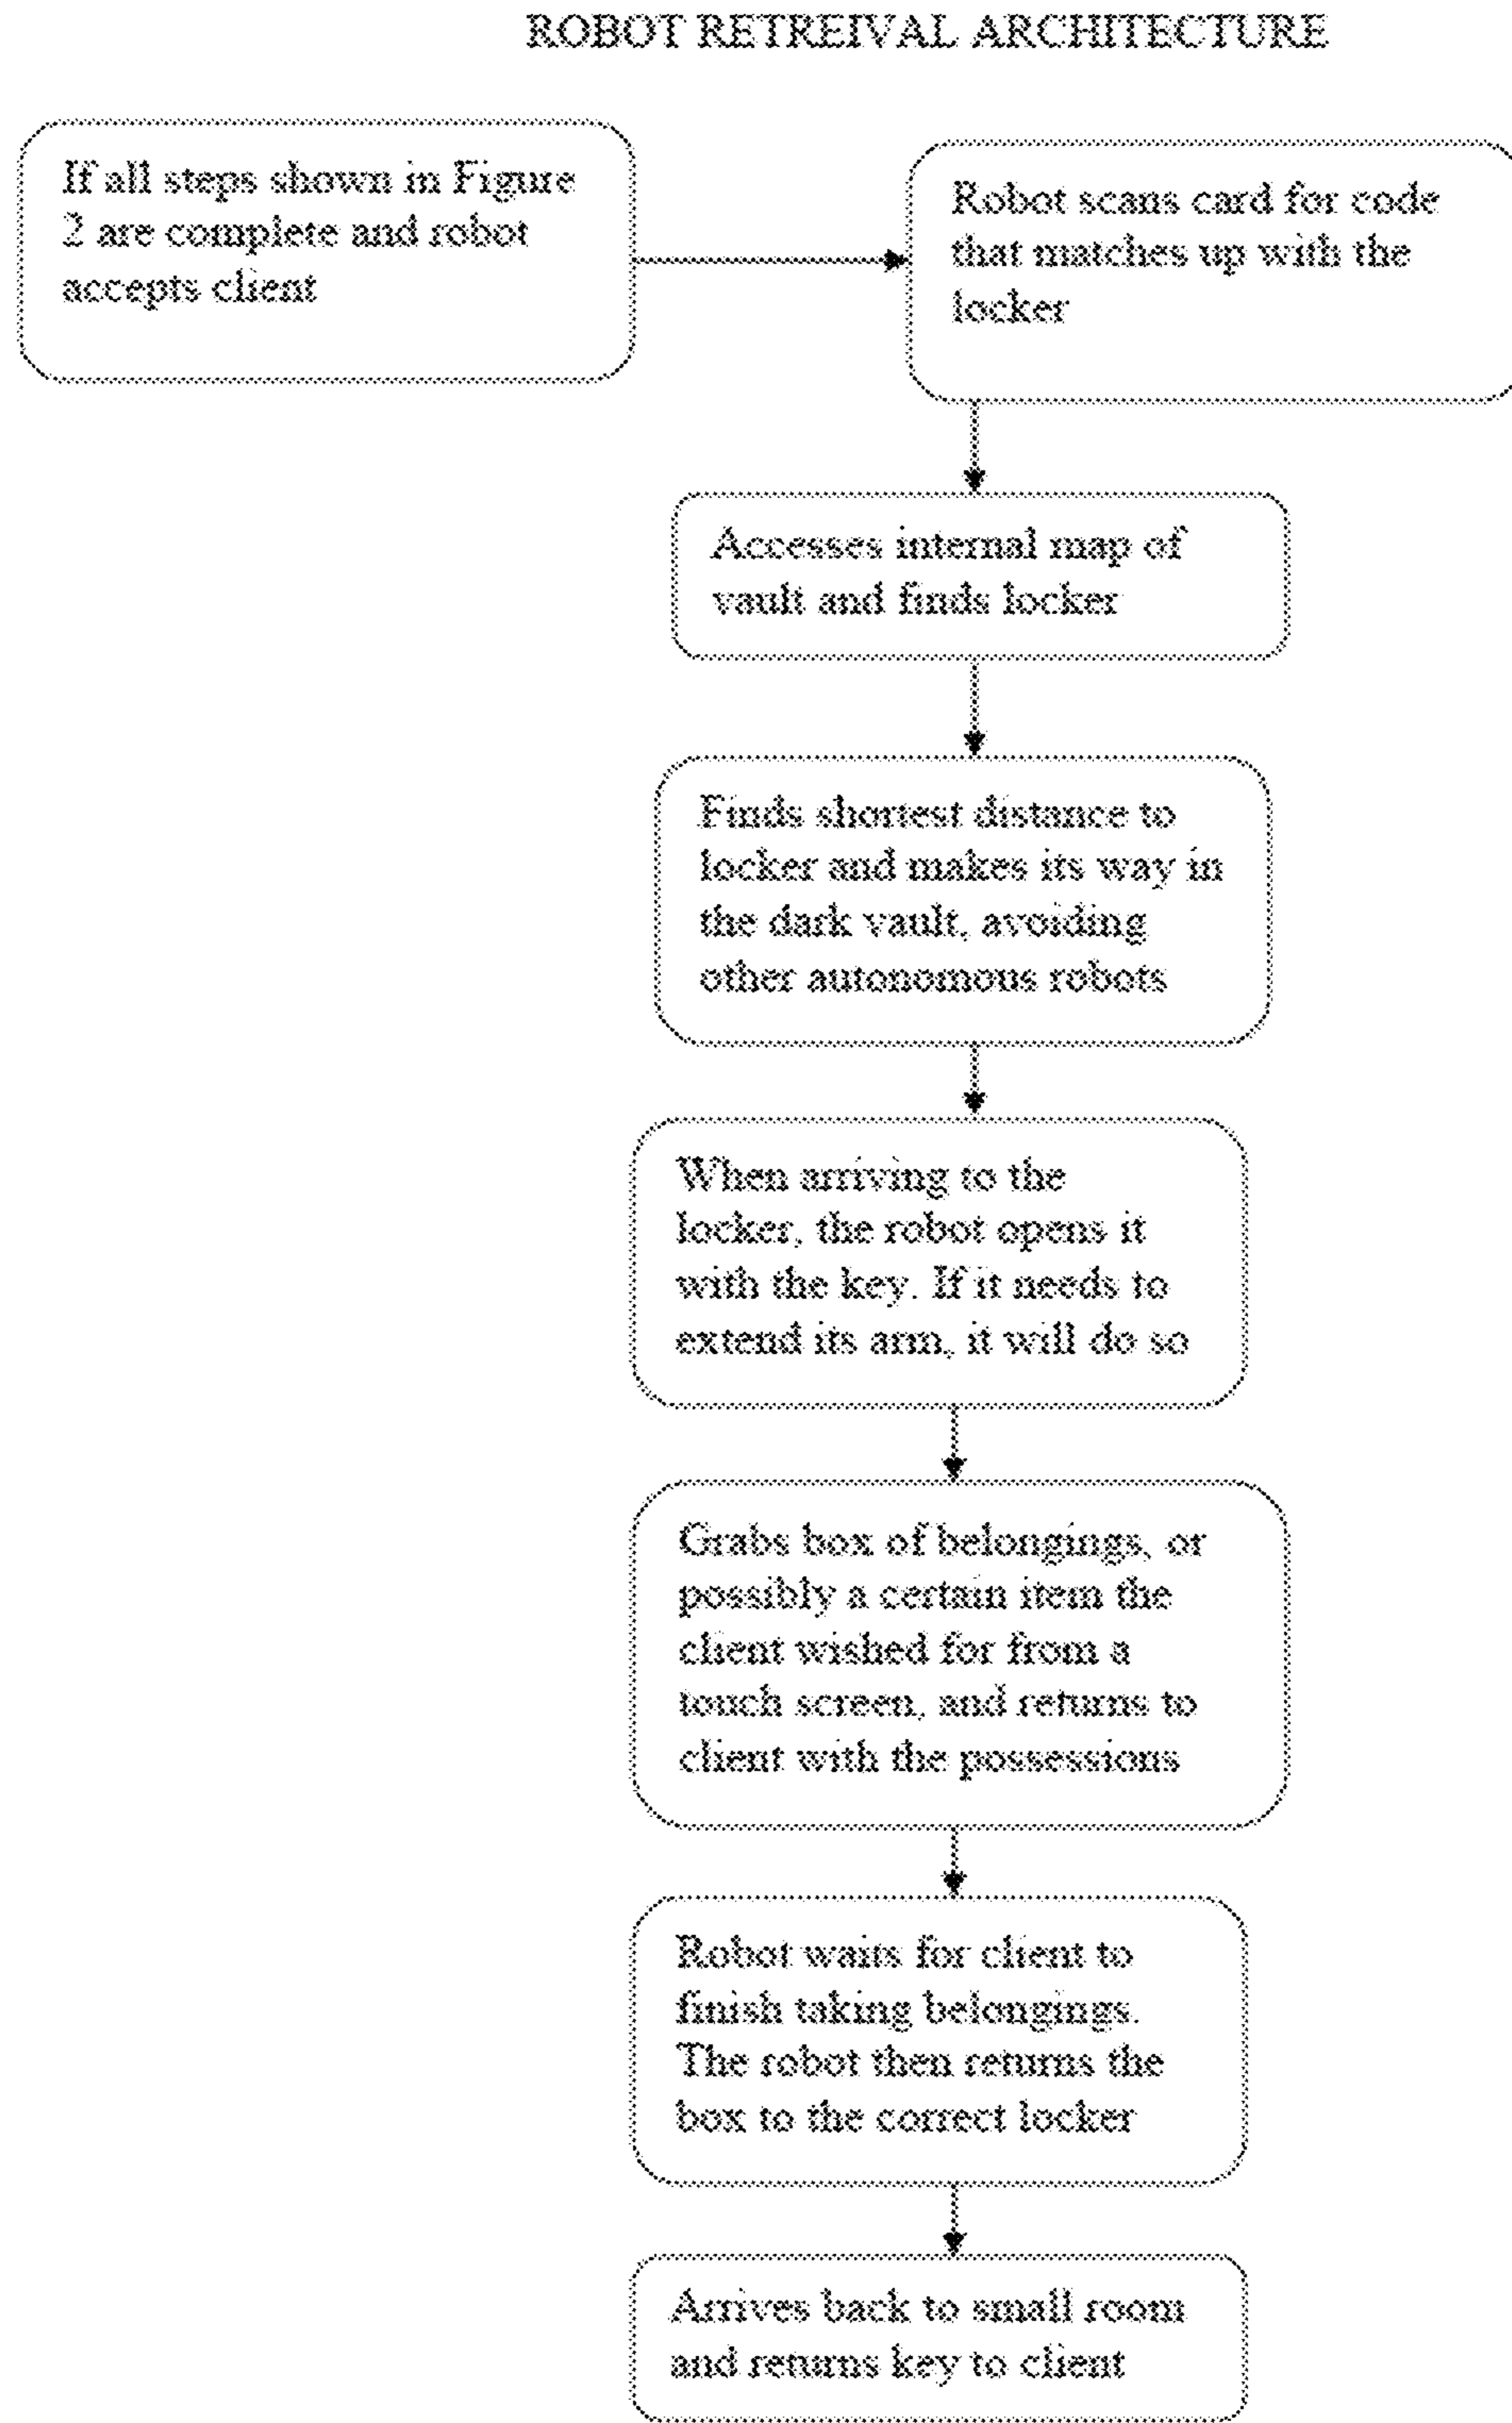 ROBOT RETREIVAL ARCHITECTURE
If all steps shown in Figure
2 are complete and robot
accepts client
Robot scans card for code
that matches up with the
locker
Accesses internal map of
vault and finds locker
Finds shortest distance to
locker and makes its way in
the dark vault, avoiding
other autonomous robots
When arriving to the
locker, the robot opens it
with the key. If it needs to
extend its arm, it will do so
Grabs box of belongings, or
possibly a certain item the
client wished for from a
touch screen, and returns to
client with the possessions
Robot waits for client to
finish taking belongings.
The robot then returns the
box to the correct locker
Arrives back to small room
and returns key to client